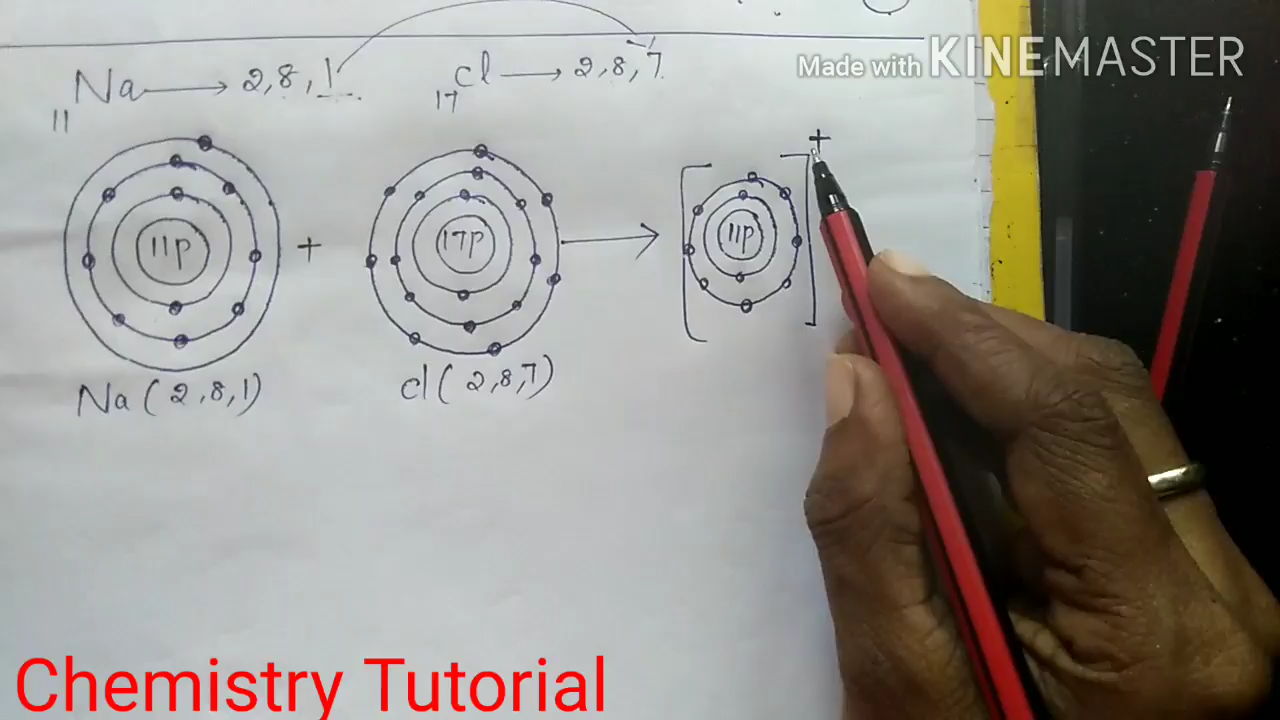 Made with KINEMASTER
₁₁Na → 2,8,1
₁₇cl → 2,8,7
11p
+
17p
→
11p
+
Na (2,8,1)
cl (2,8,7)
Chemistry Tutorial